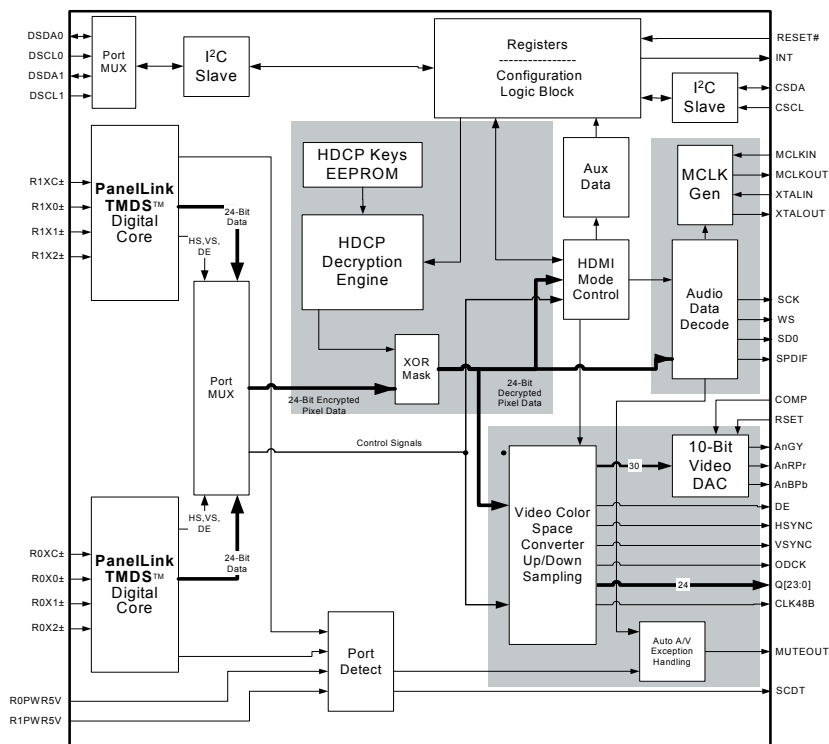 DSDA0
DSCL0
DSDA1
DSCL1
Port
MUX
I2C
Slave
Registers
----------------
Configuration
Logic Block
RESET#
INT
I2C
Slave
CSDA
CSCL
R1XC±
R1X0±
R1X1±
R1X2±
PanelLink
TMDS™
Digital
Core
24-Bit
Data
HS,VS,
DE
HDCP Keys
EEPROM
HDCP
Decryption
Engine
Aux
Data
HDMI
Mode
Control
MCLK
Gen
MCLKIN
MCLKOUT
XTALIN
XTALOUT
Audio
Data
Decode
SCK
WS
SD0
SPDIF
Port
MUX
XOR
Mask
24-Bit Encrypted
Pixel Data
24-Bit
Decrypted
Pixel Data
Control Signals
COMP
RSET
10-Bit
Video
DAC
30
AnGY
AnRPr
AnBPb
Video Color
Space
Converter
Up/Down
Sampling
DE
HSYNC
VSYNC
ODCK
24
Q[23:0]
CLK48B
HS,VS,
DE
24-Bit
Data
R0XC±
R0X0±
R0X1±
R0X2±
PanelLink
TMDS™
Digital
Core
Port
Detect
Auto A/V
Exception
Handling
MUTEOUT
SCDT
R0PWR5V
R1PWR5V